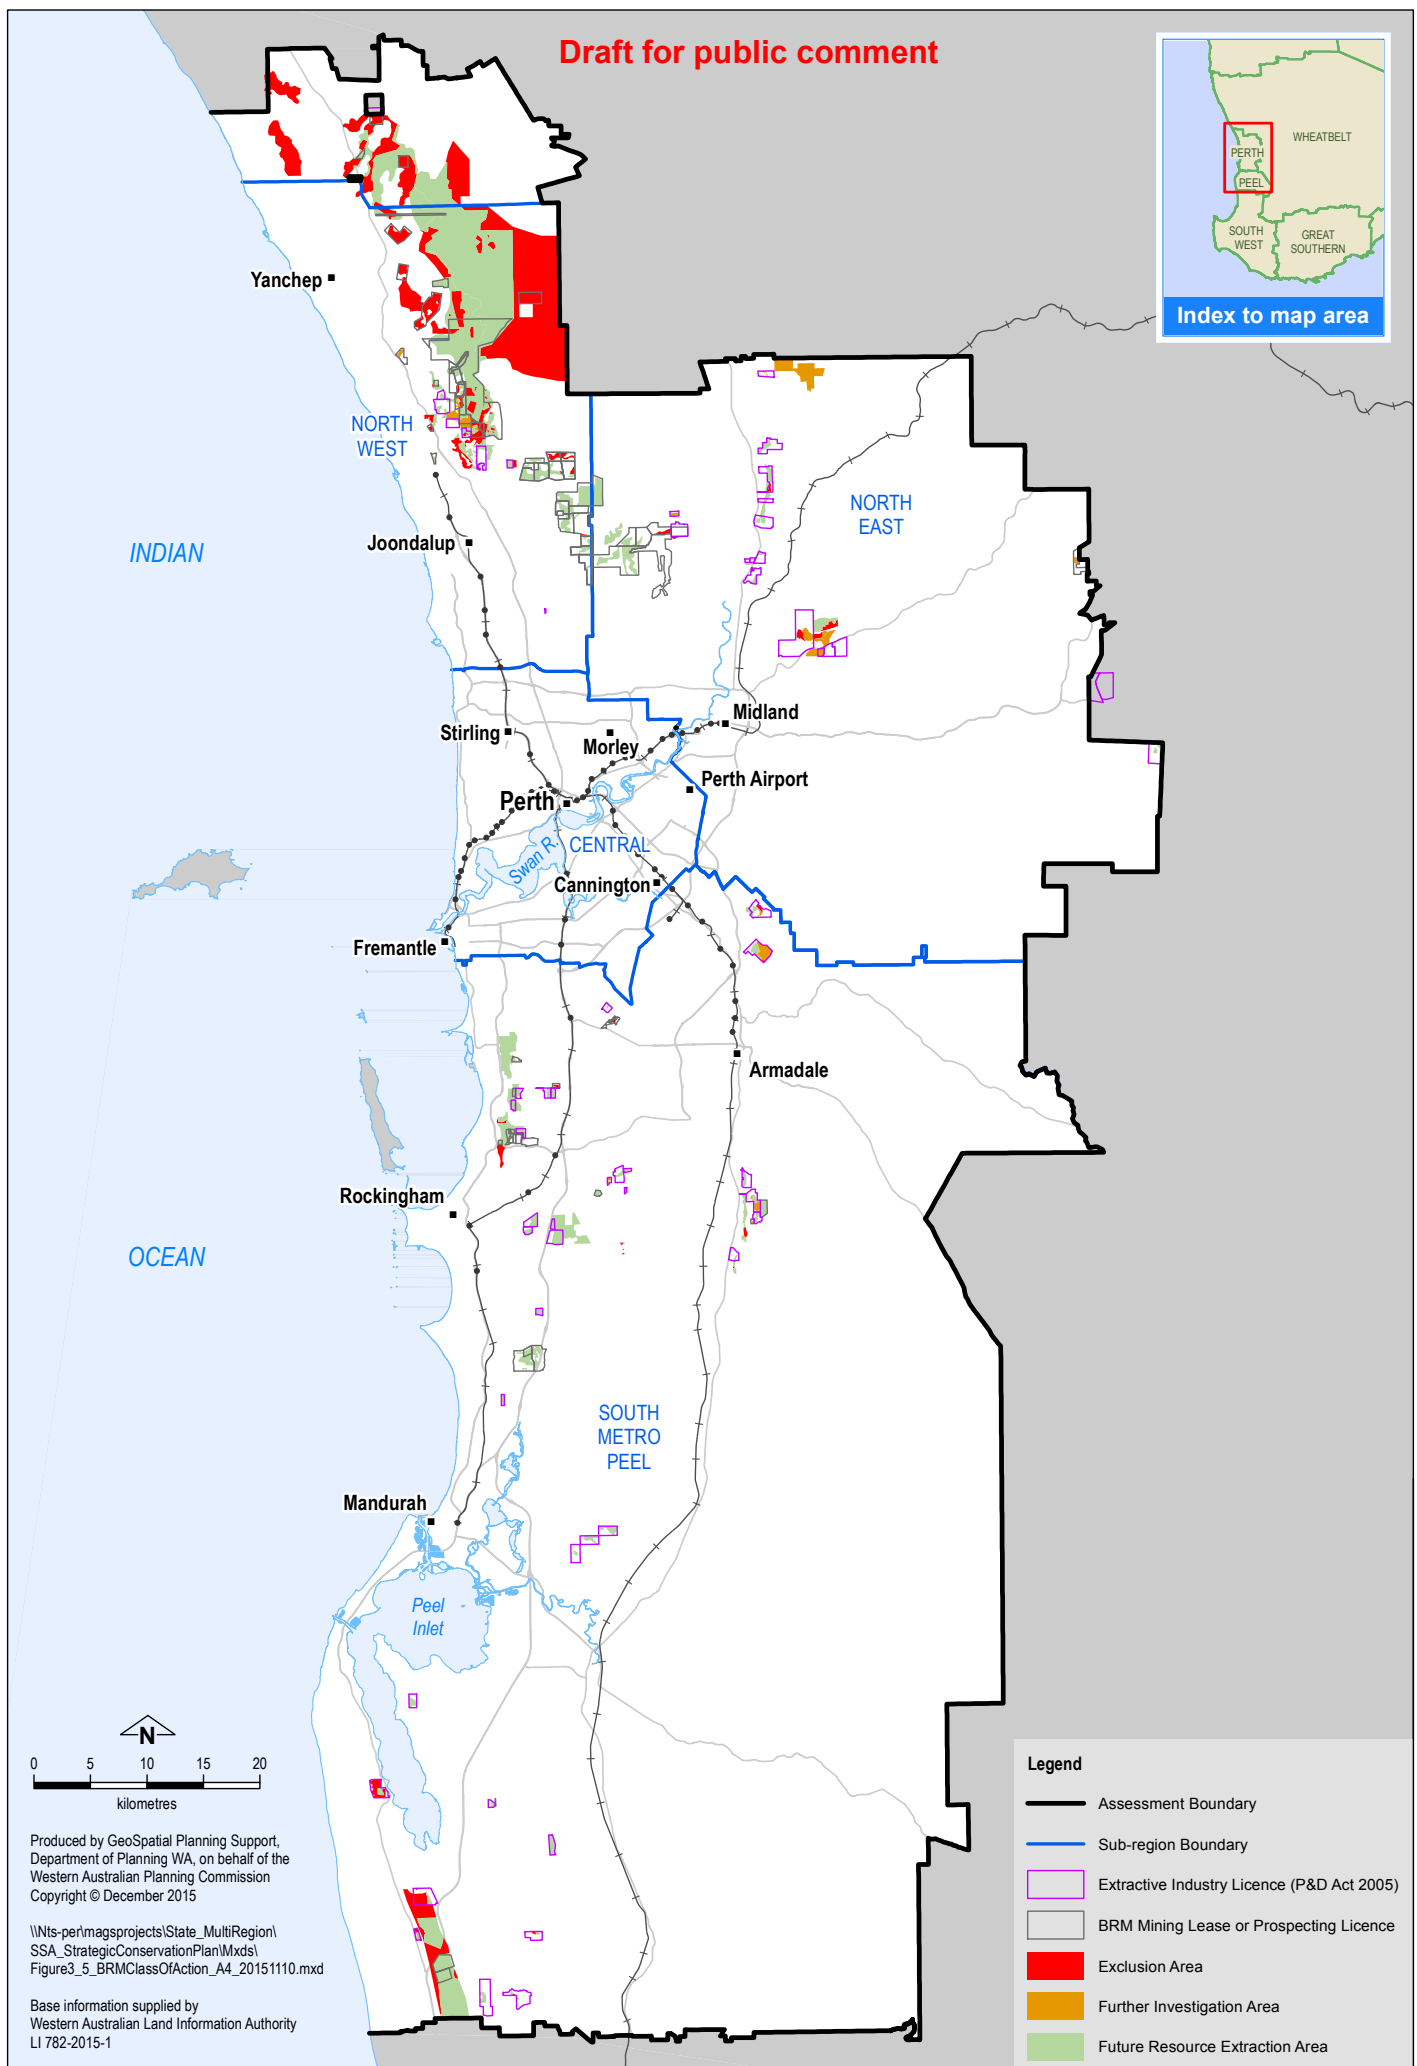 Draft for public comment
WHEATBELT
PERTH
PEEL
SOUTH
WEST
GREAT
SOUTHERN
Index to map area
Yanchep
NORTH
WEST
NORTH
EAST
INDIAN
Joondalup
Stirling
Morley
Midland
Perth
Perth Airport
Swan R.
CENTRAL
Cannington
Fremantle
Armadale
Rockingham
OCEAN
SOUTH
METRO
PEEL
Mandurah
Peel
Inlet
N
0 5 10 15 20
kilometres
Produced by GeoSpatial Planning Support,
Department of Planning WA, on behalf of the
Western Australian Planning Commission
Copyright © December 2015
\\Nts-per\magsprojects\State_MultiRegion\
SSA_StrategicConservationPlan\Mxds\
Figure3_5_BRMClassOfAction_A4_20151110.mxd
Base information supplied by
Western Australian Land Information Authority
LI 782-2015-1
Legend
Assessment Boundary
Sub-region Boundary
Extractive Industry Licence (P&D Act 2005)
BRM Mining Lease or Prospecting Licence
Exclusion Area
Further Investigation Area
Future Resource Extraction Area